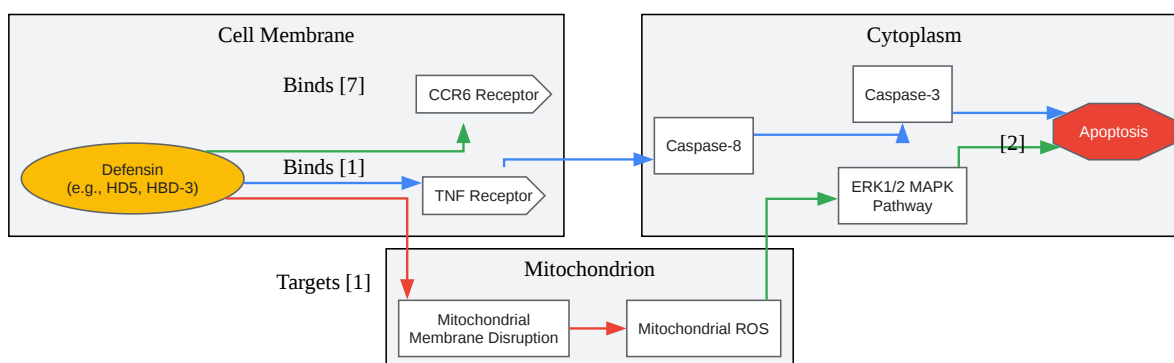 Cell Membrane
Binds [7]
CCR6 Receptor
Defensin
(e.g., HD5, HBD-3)
Binds [1]
TNF Receptor
Cytoplasm
Caspase-3
Caspase-8
Apoptosis
[2]
ERK1/2 MAPK
Pathway
Mitochondrion
Targets [1]
Mitochondrial
Membrane Disruption
Mitochondrial ROS